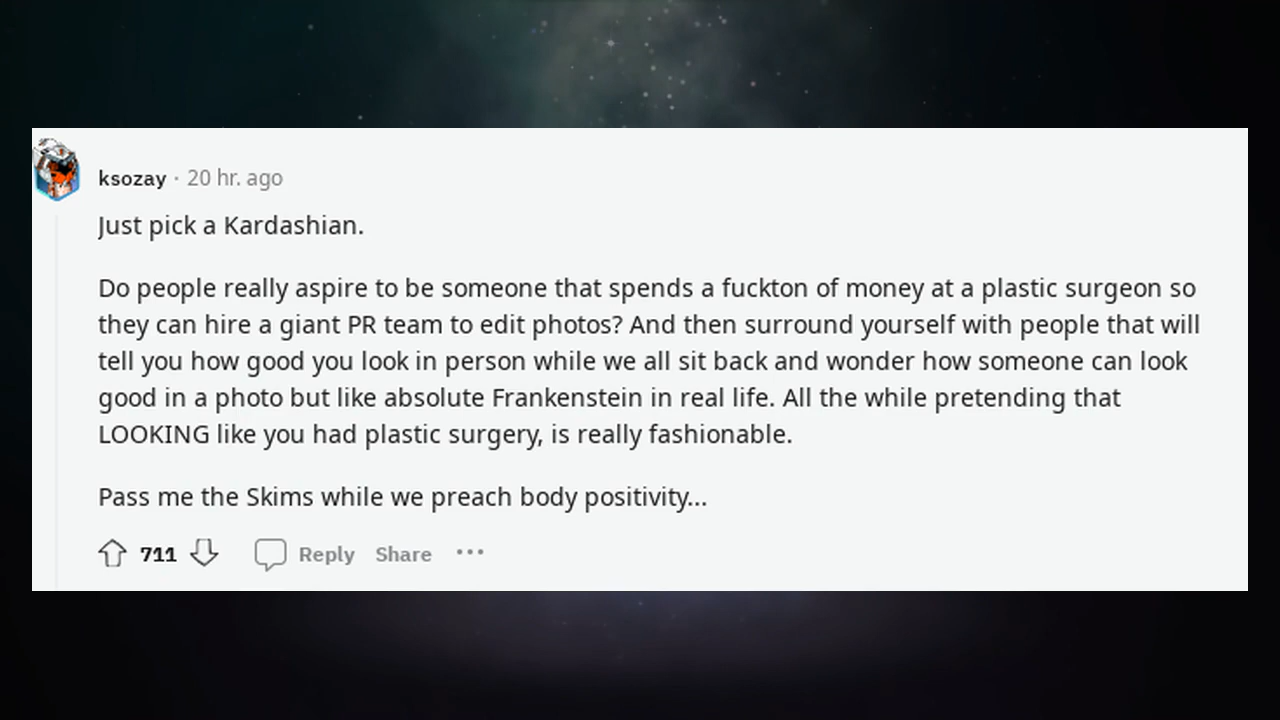 ksozay · 20 hr. ago
Just pick a Kardashian.
Do people really aspire to be someone that spends a fuckton of money at a plastic surgeon so
they can hire a giant PR team to edit photos? And then surround yourself with people that will
tell you how good you look in person while we all sit back and wonder how someone can look
good in a photo but like absolute Frankenstein in real life. All the while pretending that
LOOKING like you had plastic surgery, is really fashionable.
Pass me the Skims while we preach body positivity...
711 Reply Share ...